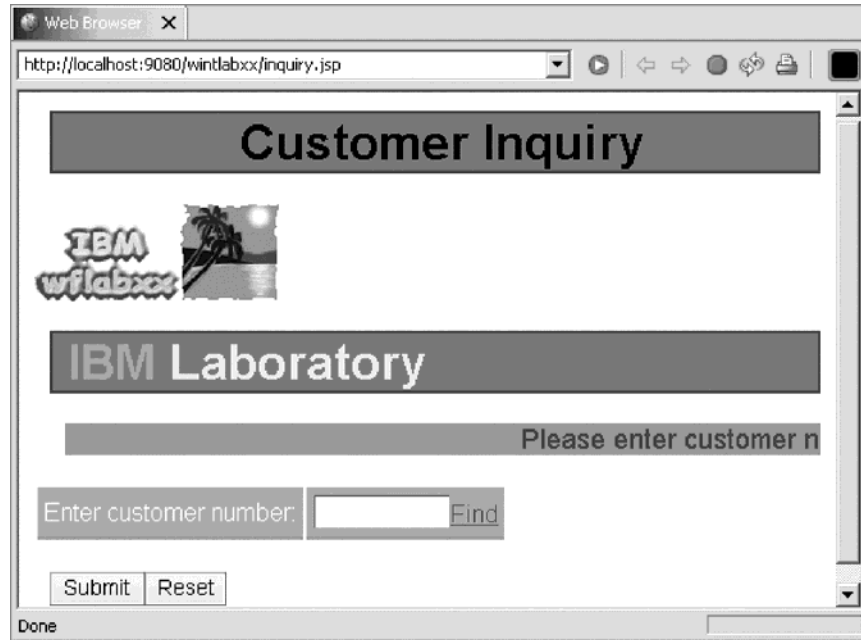 Web Browser
http://localhost:9080/wintlabxx/inquiry.jsp
Customer Inquiry
IBM
wflabxx
IBM Laboratory
Please enter customer n
Enter customer number:
Find
Submit Reset
Done